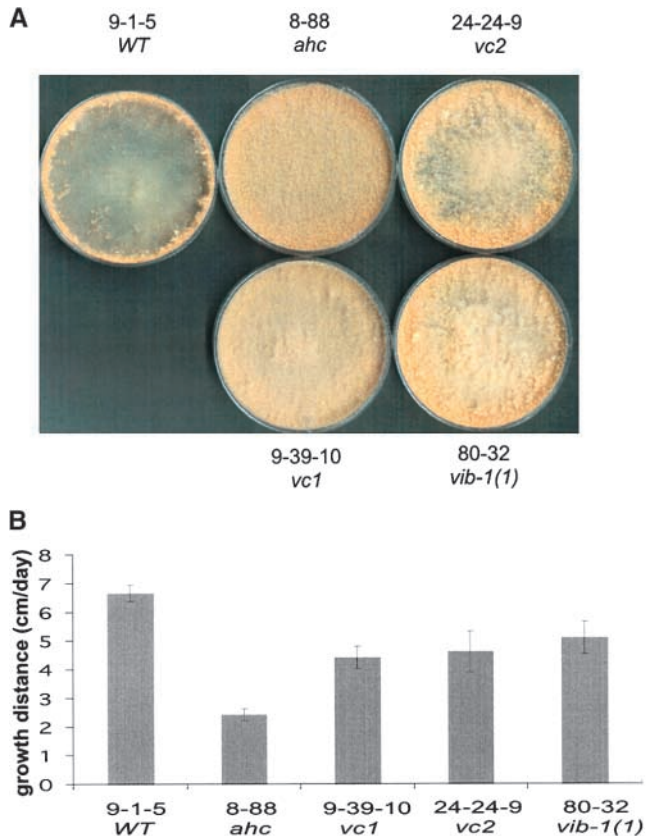 A
9-1-5 8-88 24-24-9
WT ahc vc2
9-39-10 80-32
vc1 vib-1(1)
B
growth distance (cm/day)
8
7
6
5
4
3
2
1
0
9-1-5 8-88 9-39-10 24-24-9 80-32
WT ahc vc1 vc2 vib-1(1)